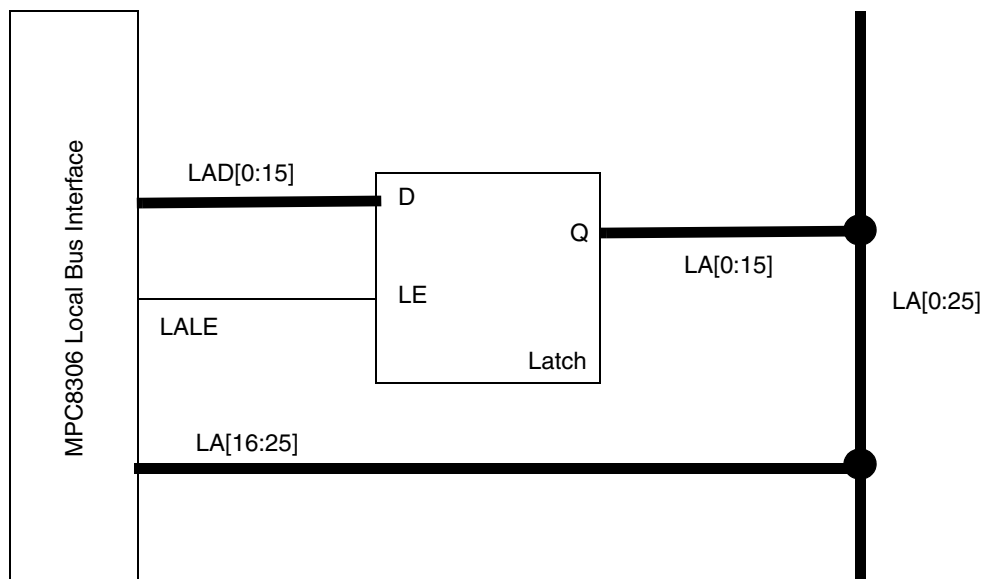 MPC8306 Local Bus Interface
LAD[0:15]
D
Q
LA[0:15]
LE
LA[0:25]
LALE
Latch
LA[16:25]